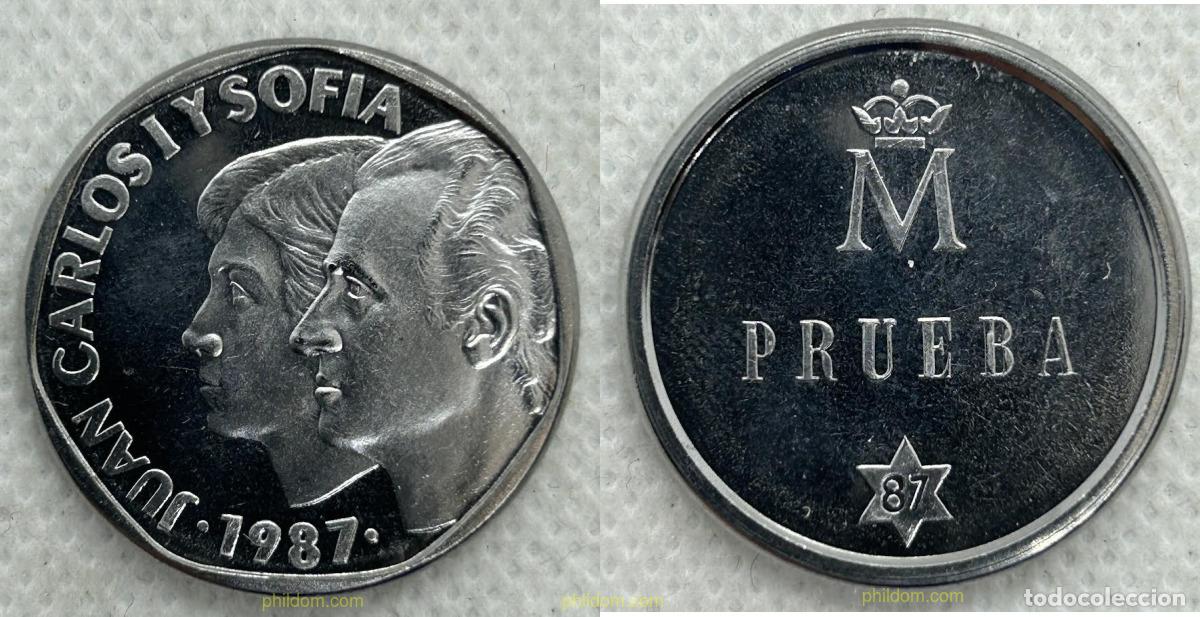 JUAN CARLOS I Y SOFIA
·1987·
M
PRUEBA
87
phildom.com
phildom.com
phildom.com
todocoleccion